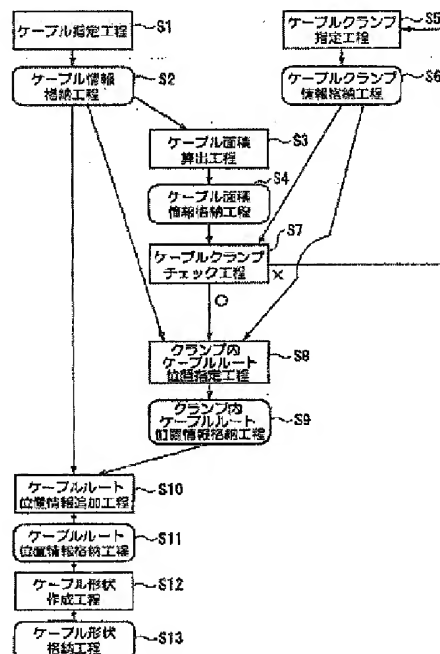 ケーブル指定工程
S1
ケーブルクランプ
指定工程
S5
ケーブル情報
格納工程
S2
ケーブルクランプ
情報格納工程
S6
ケーブル面積
算出工程
S3
S4
ケーブル面積
情報格納工程
S7
ケーブルクランプ
チェック工程
×
○
クランプ内
ケーブルルート
位置指定工程
S8
クランプ内
ケーブルルート
位置情報格納工程
S9
ケーブルルート
位置情報追加工程
S10
ケーブルルート
位置情報格納工程
S11
ケーブル形状
作成工程
S12
ケーブル形状
格納工程
S13